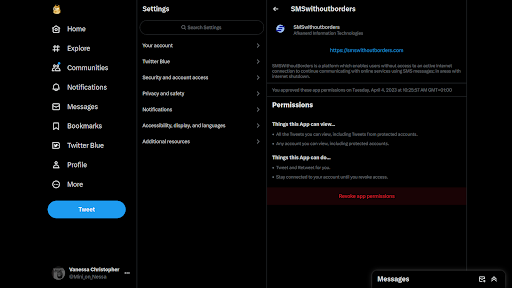 Home
Explore
Communities
Notifications
Messages
Bookmarks
Twitter Blue
Profile
More
Tweet
Vanessa Christopher
@Mini_on_Nessa
Settings
Search Settings
Your account
Twitter Blue
Security and account access
Privacy and safety
Notifications
Accessibility, display, and languages
Additional resources
SMSwithoutborders
SMSwithoutborders
Afkanerd Information Technologies
https://smswithoutborders.com
SMSWithoutBorders is a platform which enables users without access to an active internet
connection to continue communicating with online services using SMS messages in areas with
internet shutdown.
You approved these app permissions on Tuesday, April 4, 2023 at 10:25:57 AM GMT+01:00
Permissions
Things this App can view...
• All the Tweets you can view, including Tweets from protected accounts.
• Any account you can view, including protected accounts.
Things this App can do...
• Tweet and Retweet for you.
• Stay connected to your account until you revoke access.
Revoke app permissions
Messages